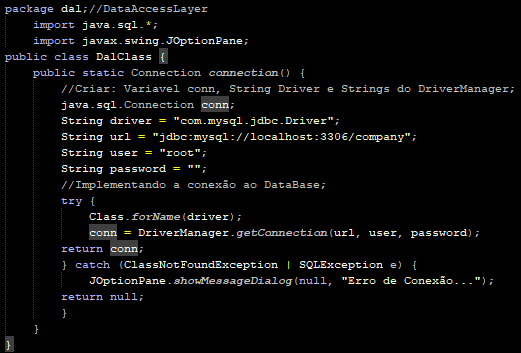 package dal;//DataAccessLayer
import java.sql.*;
import javax.swing.JOptionPane;
public class DalClass {
public static Connection connection() {
//Criar: Variavel conn, String Driver e Strings do DriverManager;
java.sql.Connection conn;
String driver = "com.mysql.jdbc.Driver";
String url = "jdbc:mysql://localhost:3306/company";
String user = "root";
String password = "";
//Implementando a conexão ao DataBase;
try {
Class.forName(driver);
conn = DriverManager.getConnection(url, user, password);
return conn;
} catch (ClassNotFoundException | SQLException e) {
JOptionPane.showMessageDialog(null, "Erro de Conexão...");
return null;
}
}
}